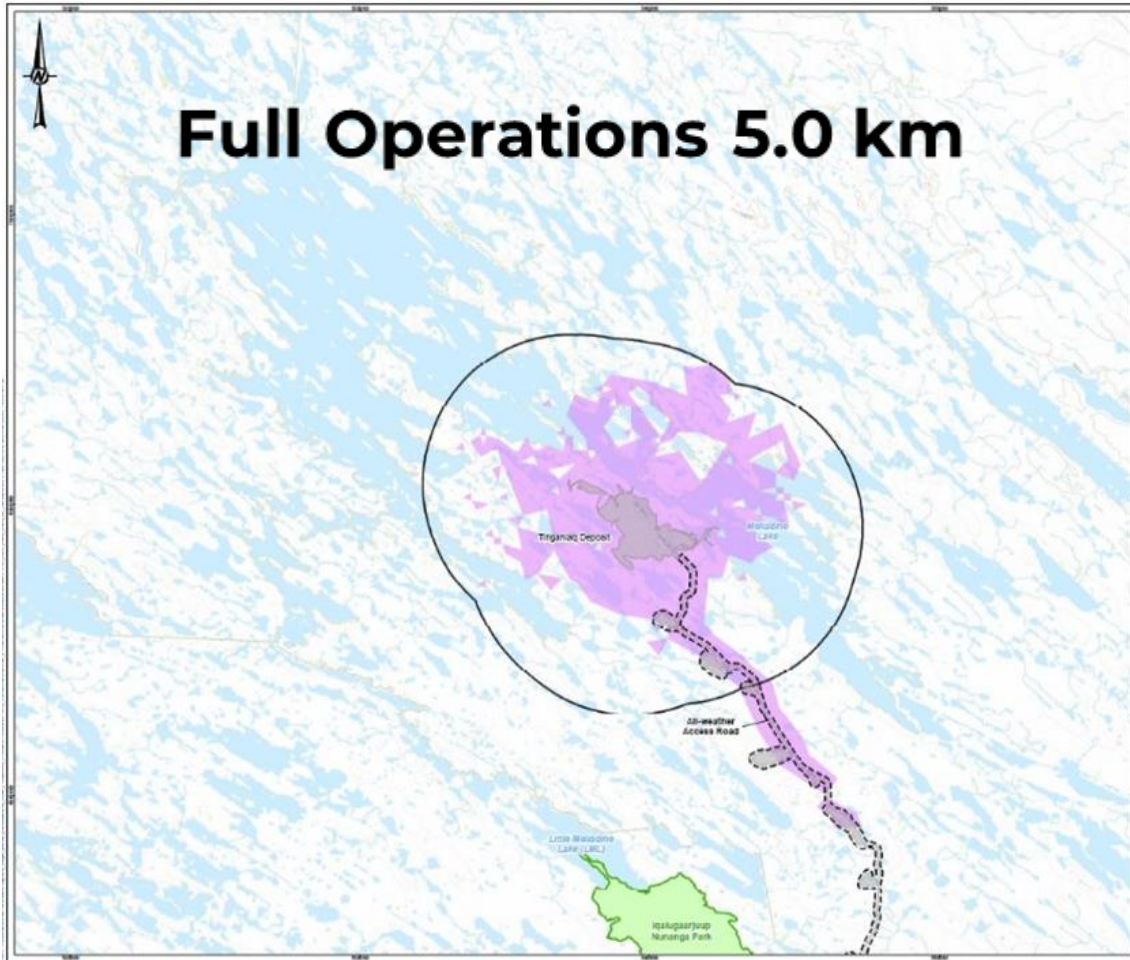 N
Full Operations 5.0 km
Tiriganiaq Deposit
Meliadine
Lake
All-weather
Access Road
Little Meliadine
Lake (LML)
Iqalugaarjuup
Nunanga Park